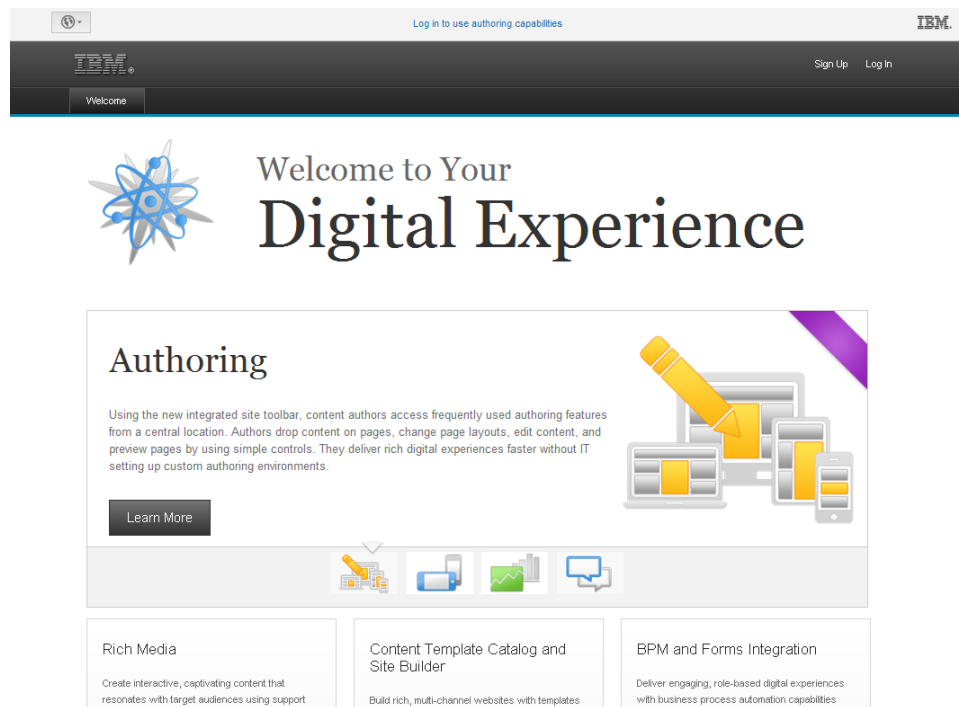 Log in to use authoring capabilities
IBM.
IBM®
Sign Up Log In
Welcome
Welcome to Your
Digital Experience
Authoring
Using the new integrated site toolbar, content authors access frequently used authoring features
from a central location. Authors drop content on pages, change page layouts, edit content, and
preview pages by using simple controls. They deliver rich digital experiences faster without IT
setting up custom authoring environments.
Learn More
Rich Media
Create interactive, captivating content that
resonates with target audiences using support
Content Template Catalog and
Site Builder
Build rich, multi-channel websites with templates
BPM and Forms Integration
Deliver engaging, role-based digital experiences
with business process automation capabilities